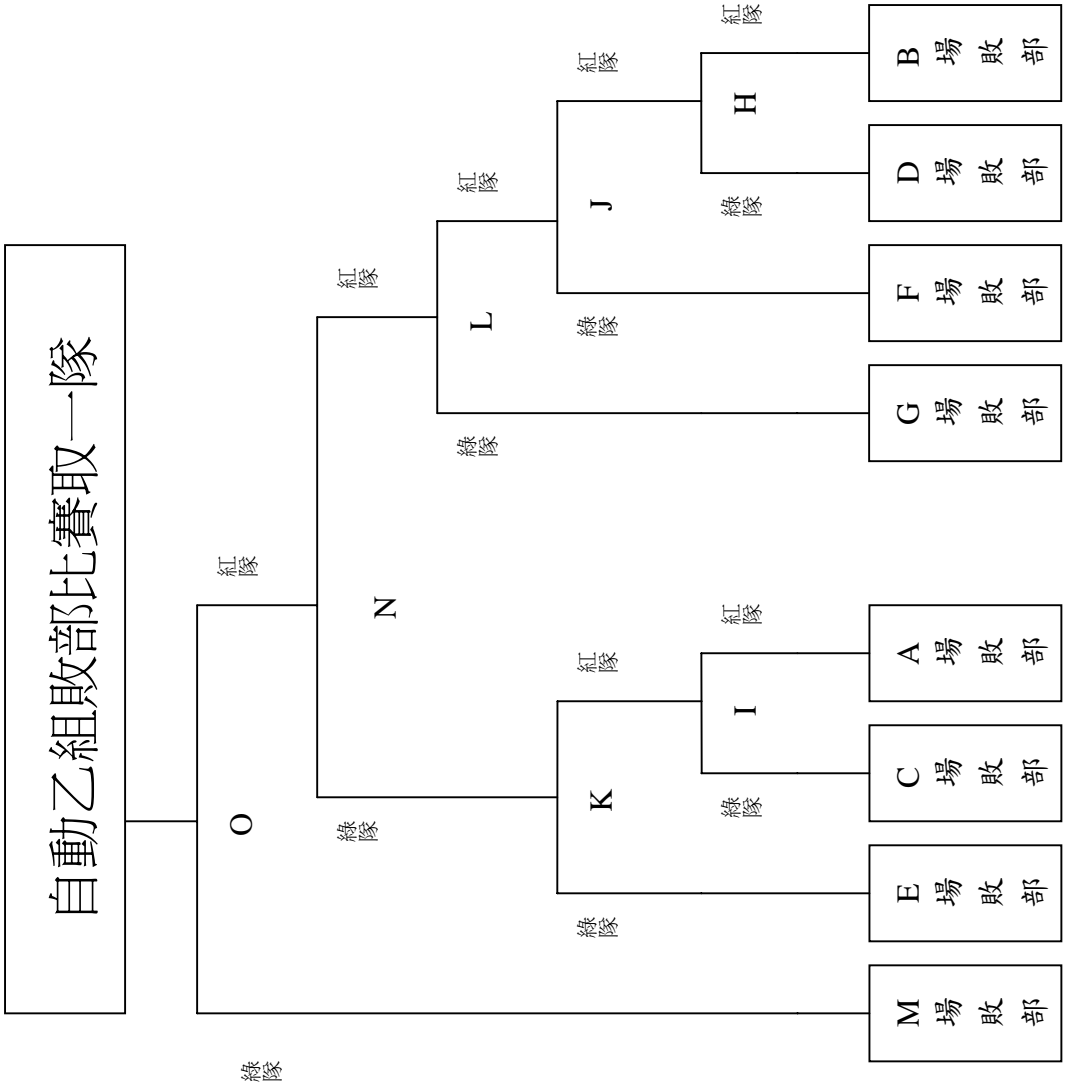 自動乙組敗部比賽取一隊
O
紅隊
綠隊
N
紅隊
綠隊
L
紅隊
綠隊
J
紅隊
綠隊
K
紅隊
綠隊
H
紅隊
綠隊
I
紅隊
綠隊
B場敗部
D場敗部
F場敗部
G場敗部
A場敗部
C場敗部
E場敗部
M場敗部